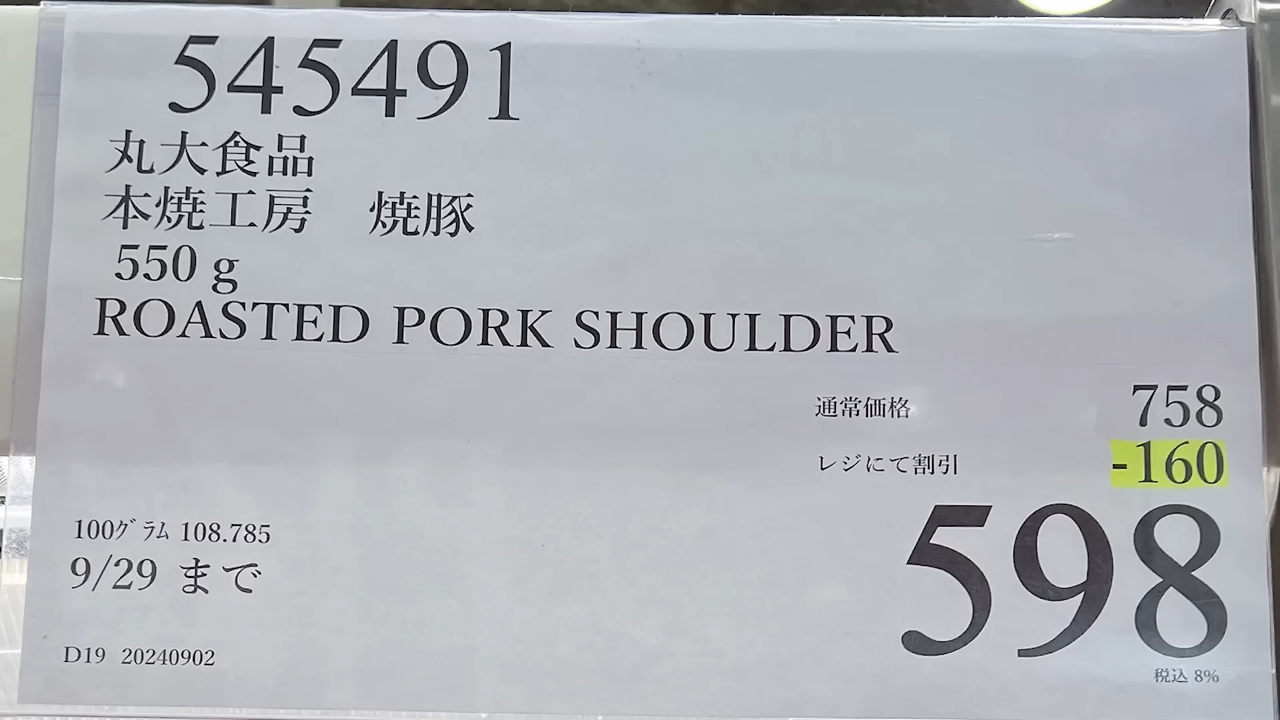 545491
丸大食品
本焼工房　焼豚
550 g
ROASTED PORK SHOULDER
通常価格 758
レジにて割引 -160
598
税込 8%
100ｸﾞﾗﾑ 108.785
9/29 まで
D19 20240902